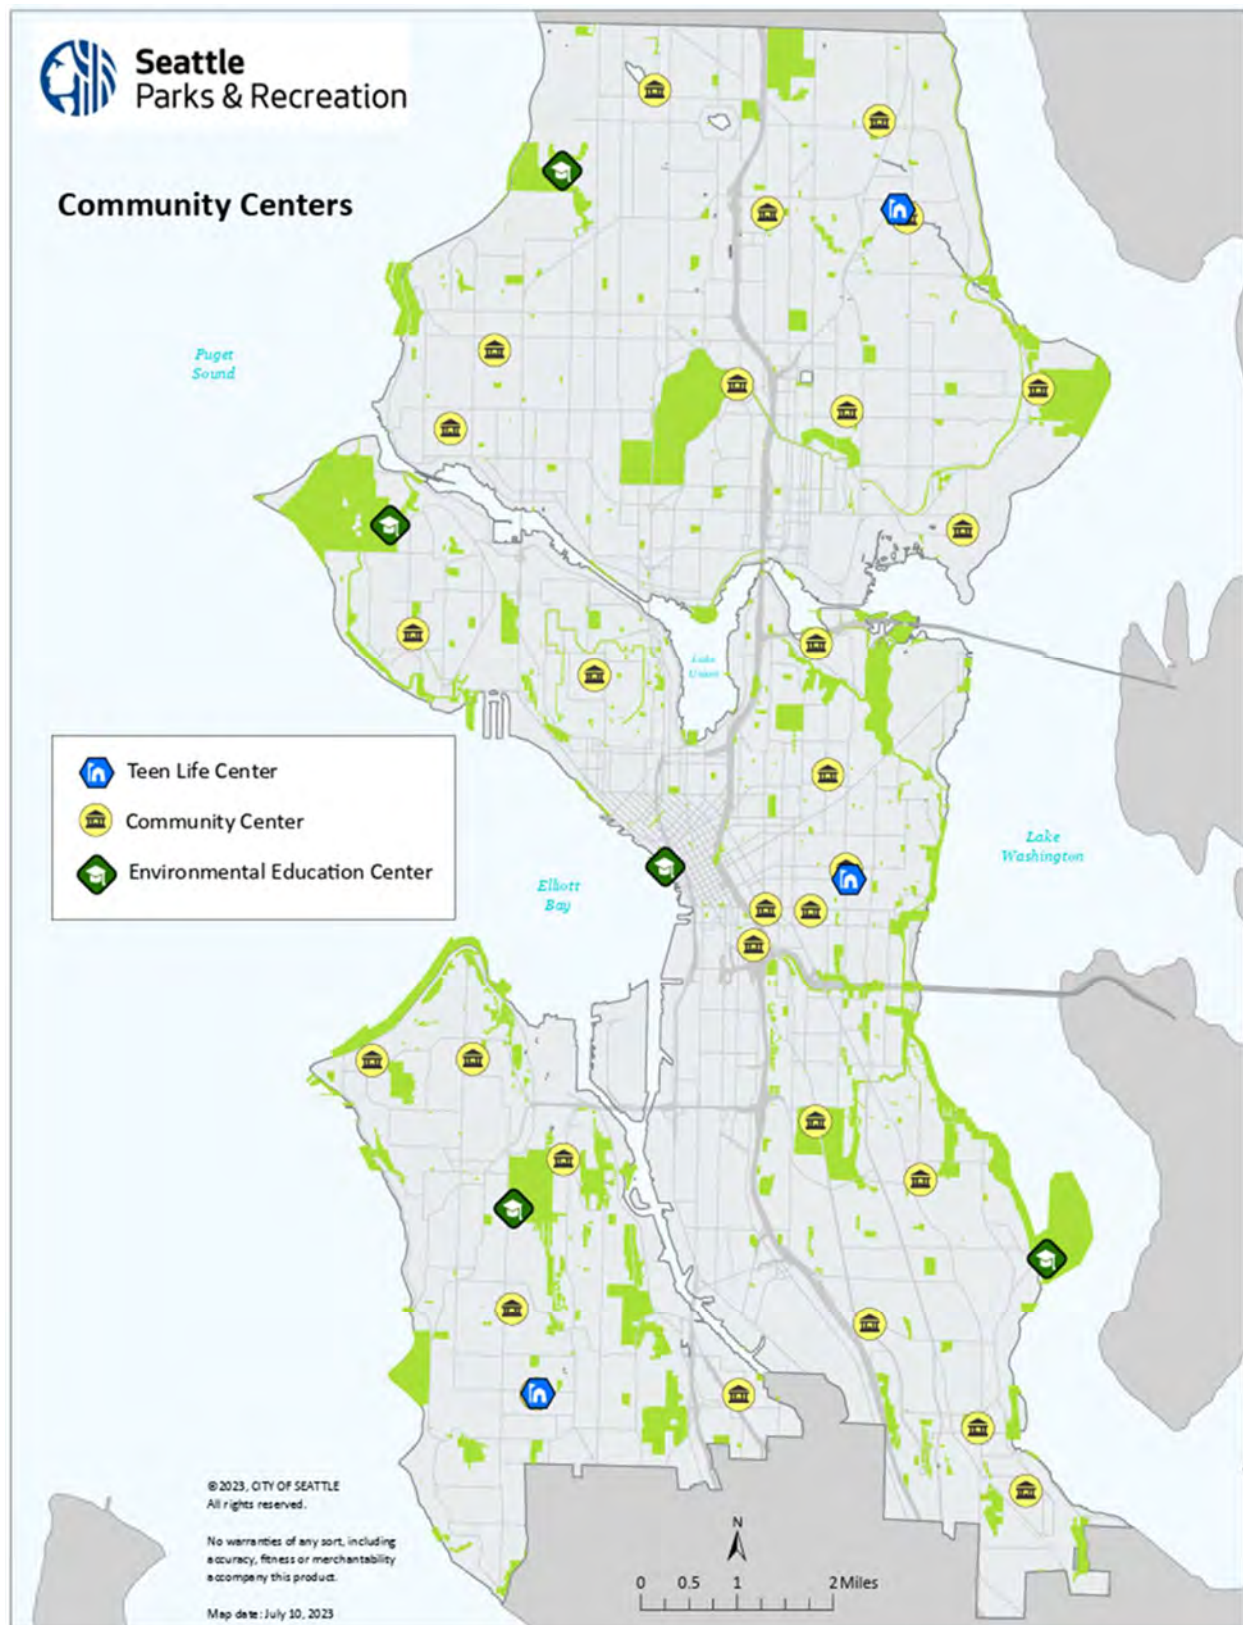 Seattle
Parks & Recreation
Community Centers
Puget
Sound
Lake
Union
Teen Life Center
Community Center
Environmental Education Center
Elliott
Bay
Lake
Washington
©2023, CITY OF SEATTLE
All rights reserved.
No warranties of any sort, including
accuracy, fitness or merchantability
accompany this product.
Map date: July 10, 2023
N
0 0.5 1 2 Miles